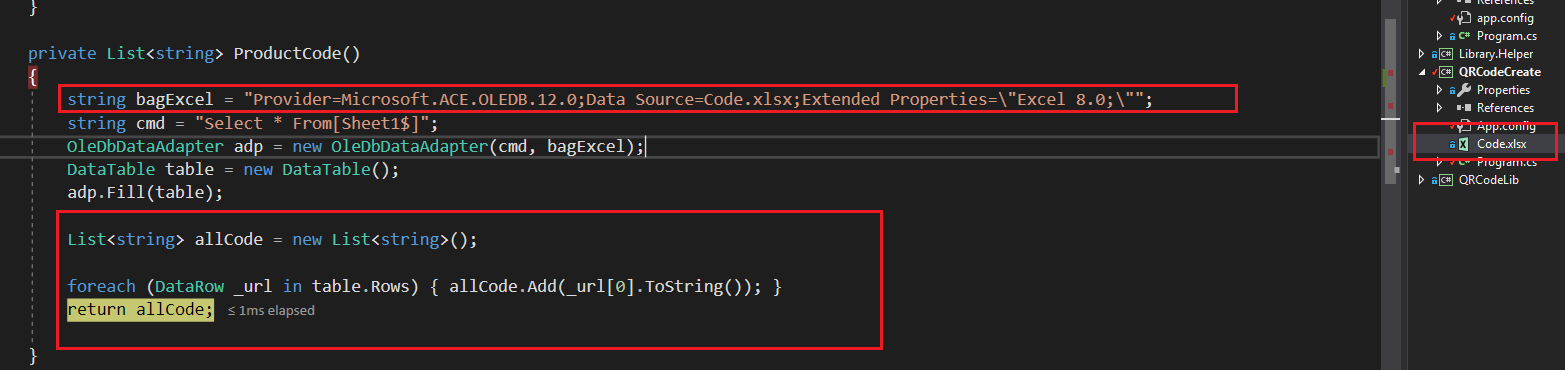 }
private List<string> ProductCode()
{
string bagExcel = "Provider=Microsoft.ACE.OLEDB.12.0;Data Source=Code.xlsx;Extended Properties=\"Excel 8.0;\"";
string cmd = "Select * From[Sheet1$]";
OleDbDataAdapter adp = new OleDbDataAdapter(cmd, bagExcel);
DataTable table = new DataTable();
adp.Fill(table);
List<string> allCode = new List<string>();
foreach (DataRow _url in table.Rows) { allCode.Add(_url[0].ToString()); }
return allCode; ≤ 1ms elapsed
}
References
app.config
C# Program.cs
C# Library.Helper
C# QRCodeCreate
Properties
References
App.config
Code.xlsx
C# Program.cs
C# QRCodeLib